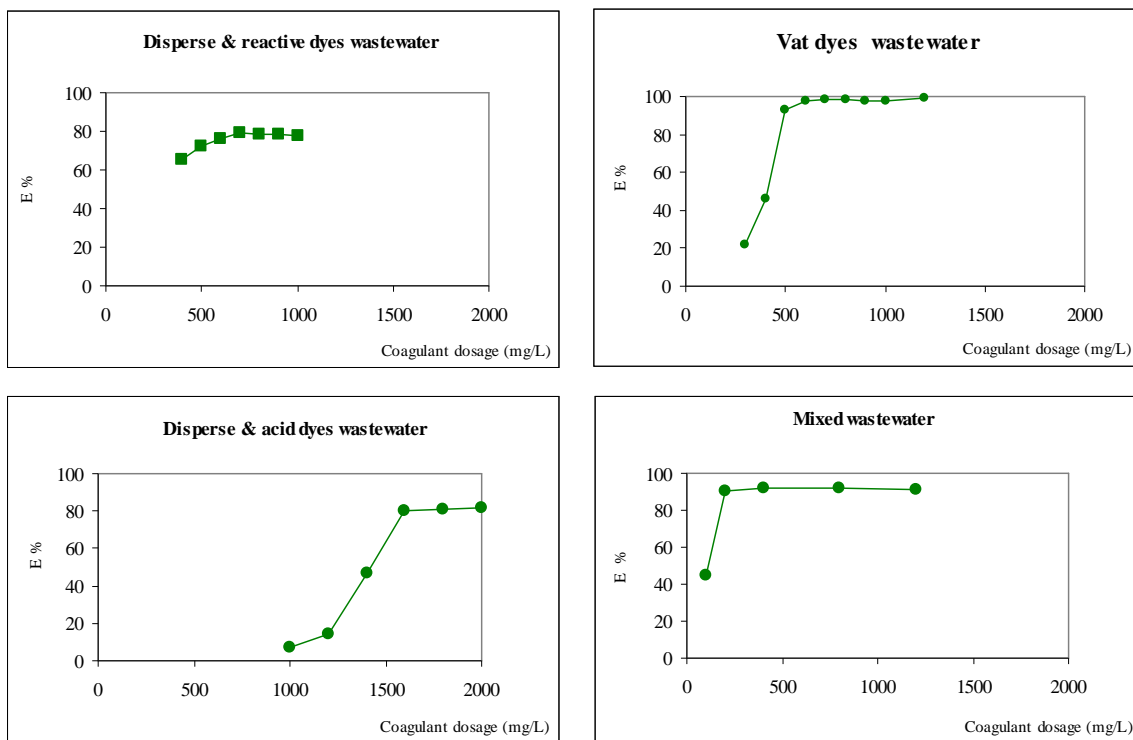 Disperse & reactive dyes wastewater
100
80
60
40
20
0
E %
0 500 1000 1500 2000
Coagulant dosage (mg/L)
Vat dyes wastewater
100
80
60
40
20
0
E %
0 500 1000 1500 2000
Coagulant dosage (mg/L)
Disperse & acid dyes wastewater
100
80
60
40
20
0
E %
0 500 1000 1500 2000
Coagulant dosage (mg/L)
Mixed wastewater
100
80
60
40
20
0
E %
0 500 1000 1500 2000
Coagulant dosage (mg/L)